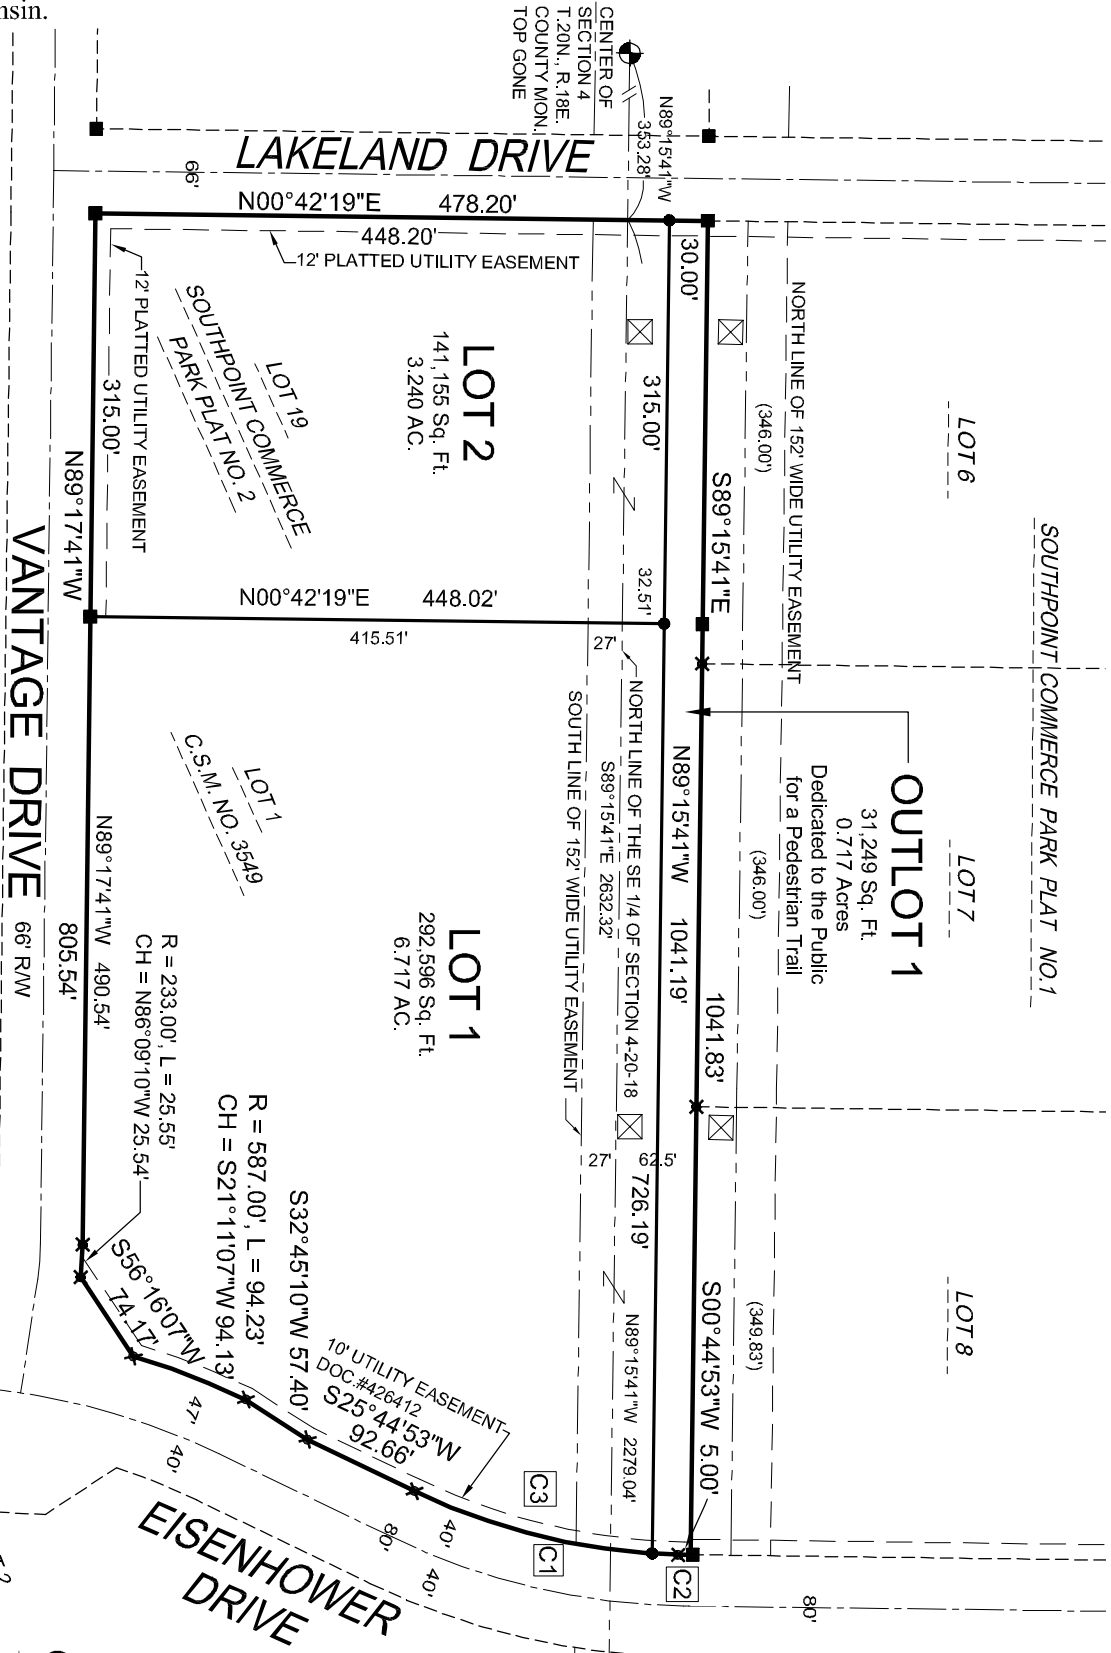 nsin.
CENTER OF
SECTION 4
T.20N., R.18E.
COUNTY MON.
TOP GONE
N89°15'41"W
353.28'
LAKELAND DRIVE
66'
N00°42'19"E 478.20'
448.20'
12' PLATTED UTILITY EASEMENT
12' PLATTED UTILITY EASEMENT
30.00'
315.00'
LOT 2
141,155 Sq. Ft.
3.240 AC.
LOT 19
SOUTHPOINT COMMERCE
PARK PLAT NO. 2
315.00'
N89°17'41"W
S89°15'41"E
(346.00')
NORTH LINE OF 152' WIDE UTILITY EASEMENT
LOT 6
SOUTHPOINT COMMERCE PARK PLAT NO.1
32.51'
N00°42'19"E 448.02'
415.51'
27'
NORTH LINE OF THE SE 1/4 OF SECTION 4-20-18
S89°15'41"E 2632.32'
SOUTH LINE OF 152' WIDE UTILITY EASEMENT
N89°15'41"W 1041.19'
OUTLOT 1
31,249 Sq. Ft.
0.717 Acres
Dedicated to the Public
for a Pedestrian Trail
(346.00')
LOT 7
1041.83'
LOT 1
C.S.M. NO. 3549
LOT 1
292,596 Sq. Ft.
6.717 AC.
VANTAGE DRIVE 66' R/W
N89°17'41"W 490.54'
805.54'
R = 233.00', L = 25.55'
CH = N86°09'10"W 25.54'
R = 587.00', L = 94.23'
CH = S21°11'07"W 94.13'
S32°45'10"W 57.40'
S56°16'07"W
74.17'
10' UTILITY EASEMENT
DOC.#426412
S25°44'53"W
92.66'
27'
62.5'
726.19'
N89°15'41"W 2279.04'
S00°44'53"W 5.00'
(349.83')
LOT 8
47'
40'
80'
40'
40'
C3
C1
C2
80'
EISENHOWER
DRIVE